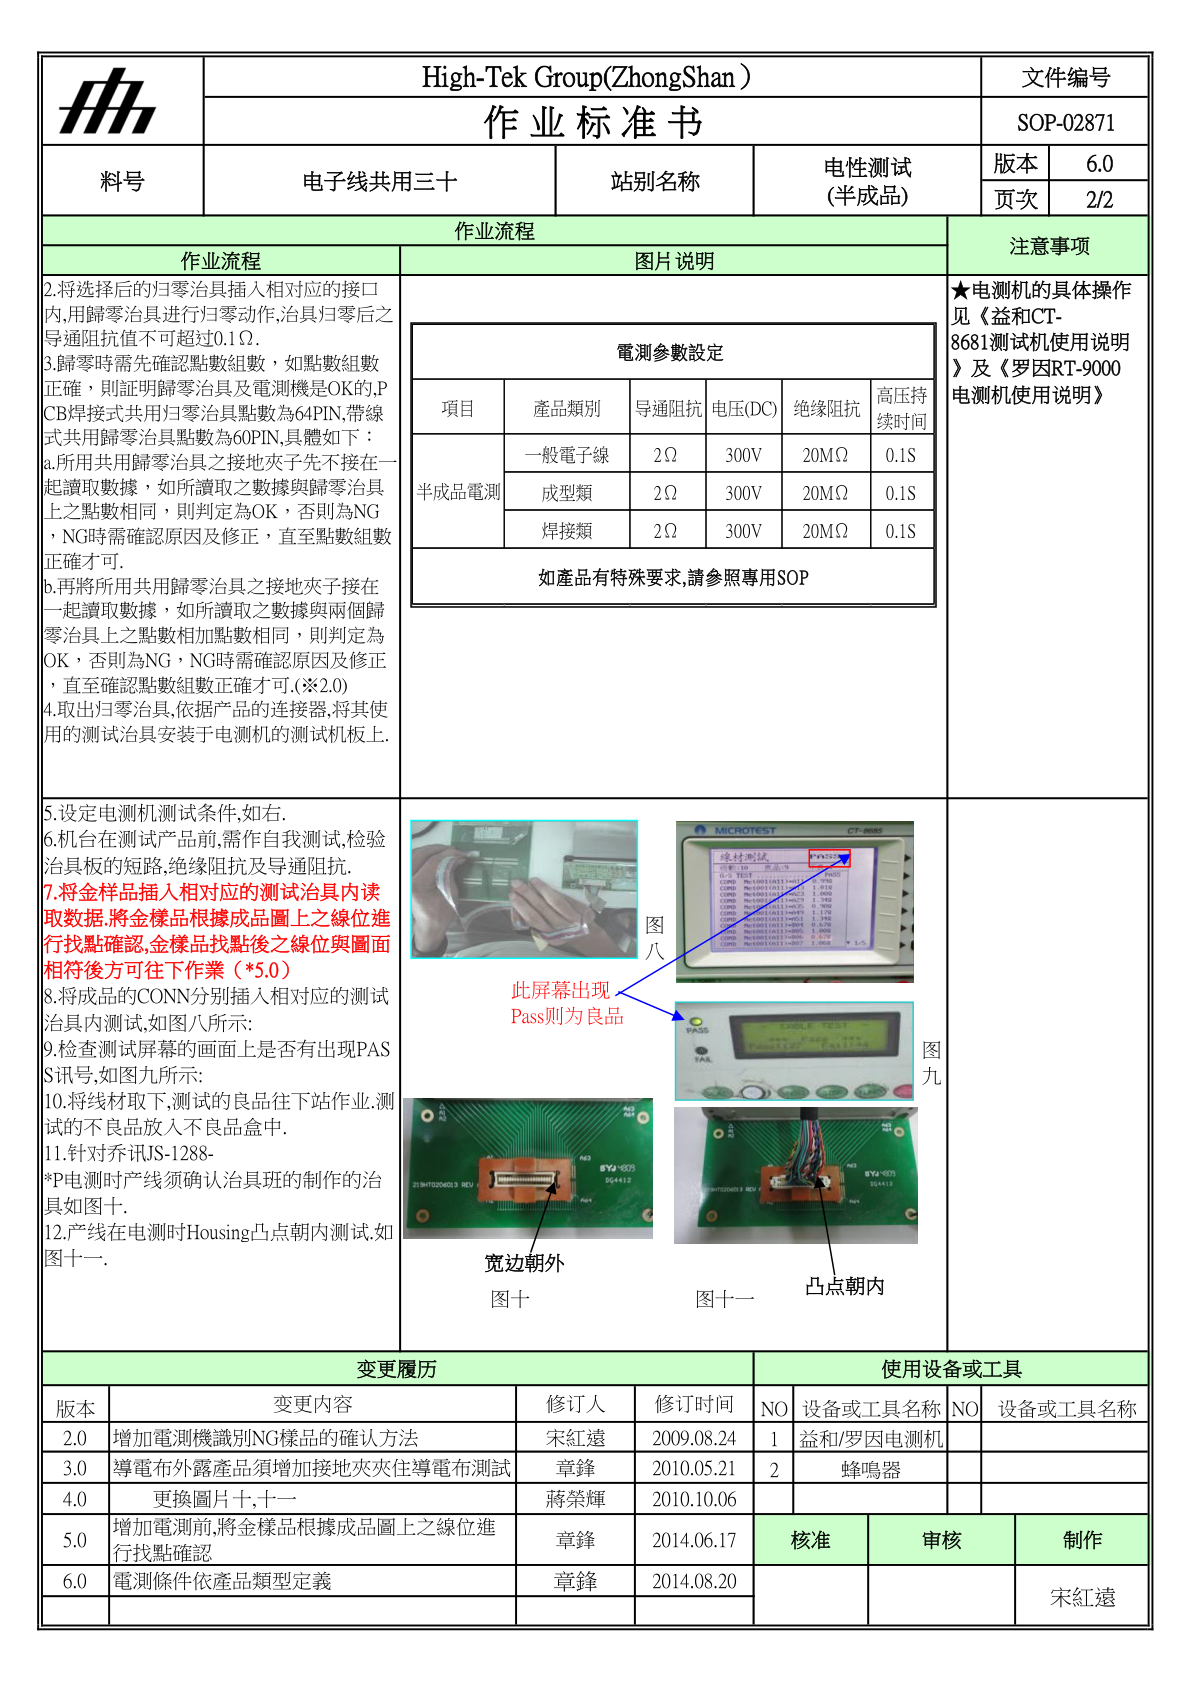 High-Tek Group(ZhongShan）
文件编号
作 业 标 准 书
SOP-02871
料号
电子线共用三十
站别名称
电性测试
(半成品)
版本
6.0
页次
2/2
作业流程
注意事项
作业流程
图片说明
2.将选择后的归零治具插入相对应的接口
内,用歸零治具进行归零动作,治具归零后之
导通阻抗值不可超过0.1Ω.
3.歸零時需先確認點數組數，如點數組數
正確，則証明歸零治具及電測機是OK的,P
CB焊接式共用归零治具點數為64PIN,带線
式共用歸零治具點數為60PIN,具體如下：
a.所用共用歸零治具之接地夾子先不接在一
起讀取數據，如所讀取之數據與歸零治具
上之點數相同，則判定為OK，否則為NG
，NG時需確認原因及修正，直至點數組數
正確才可.
b.再將所用共用歸零治具之接地夾子接在
一起讀取數據，如所讀取之數據與兩個歸
零治具上之點數相加點數相同，則判定為
OK，否則為NG，NG時需確認原因及修正
，直至確認點數組數正確才可.(※2.0)
4.取出归零治具,依据产品的连接器,将其使
用的测试治具安装于电测机的测试机板上.
電測參數設定
項目
產品類別
导通阻抗
电压(DC)
绝缘阻抗
高压持
续时间
半成品電測
一般電子線
2Ω
300V
20MΩ
0.1S
成型類
2Ω
300V
20MΩ
0.1S
焊接類
2Ω
300V
20MΩ
0.1S
如產品有特殊要求,請參照專用SOP
★电测机的具体操作
见《益和CT-
8681测试机使用说明
》及《罗因RT-9000
电测机使用说明》
5.设定电测机测试条件,如右.
6.机台在测试产品前,需作自我测试,检验
治具板的短路,绝缘阻抗及导通阻抗.
7.将金样品插入相对应的测试治具内读
取数据.將金樣品根據成品圖上之線位進
行找點確認,金樣品找點後之線位與圖面
相符後方可往下作業（*5.0）
8.将成品的CONN分别插入相对应的测试
治具内测试,如图八所示:
9.检查测试屏幕的画面上是否有出现PAS
S讯号,如图九所示:
10.将线材取下,测试的良品往下站作业.测
试的不良品放入不良品盒中.
11.针对乔讯JS-1288-
*P电测时产线须确认治具班的制作的治
具如图十.
12.产线在电测时Housing凸点朝内测试.如
图十一.
图
八
MICROTEST
CT-8685
線材測試
PASS
O/S TEST
PASS
此屏幕出现
Pass则为良品
PASS
FAIL
CABLE TEST
图
九
A63
A64
A1
A2
A63
BYJ 4809
DG4412
219HT0206013 REV
A64
宽边朝外
图十
A63
A64
A63
BYJ 4809
DG4412
19HT0206013 REV
A64
凸点朝内
图十一
变更履历
使用设备或工具
版本
变更内容
修订人
修订时间
NO
设备或工具名称
NO
设备或工具名称
2.0
增加電測機識別NG樣品的確认方法
宋紅遠
2009.08.24
1
益和/罗因电测机
3.0
導電布外露產品須增加接地夾夾住導電布測試
章鋒
2010.05.21
2
蜂鳴器
4.0
更換圖片十,十一
蔣榮輝
2010.10.06
5.0
增加電測前,將金樣品根據成品圖上之線位進
行找點確認
章鋒
2014.06.17
核准
审核
制作
6.0
電測條件依產品類型定義
章鋒
2014.08.20
宋紅遠